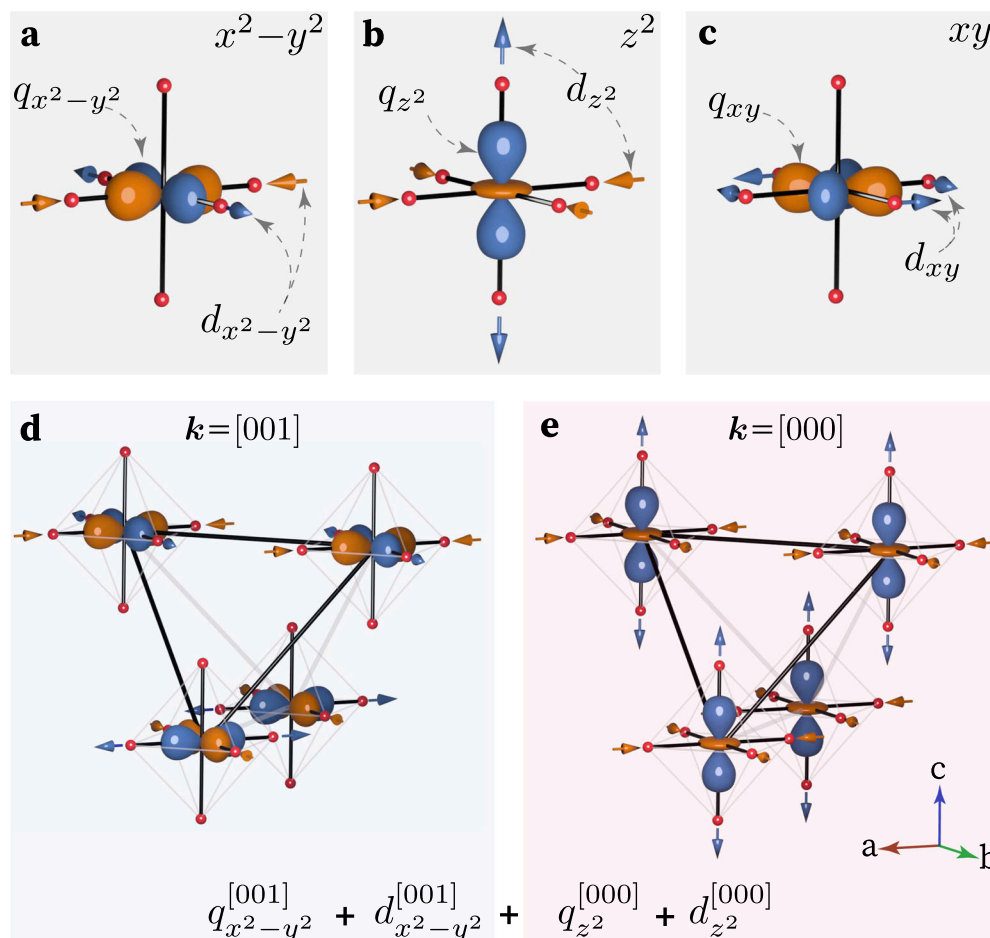 a x²−y²
b z²
c xy
q_{x²−y²}
q_{z²}
d_{z²}
q_{xy}
d_{x²−y²}
d_{xy}
d k=[001]
e k=[000]
c
a
b
q^{[001]}_{x²−y²} + d^{[001]}_{x²−y²} + q^{[000]}_{z²} + d^{[000]}_{z²}